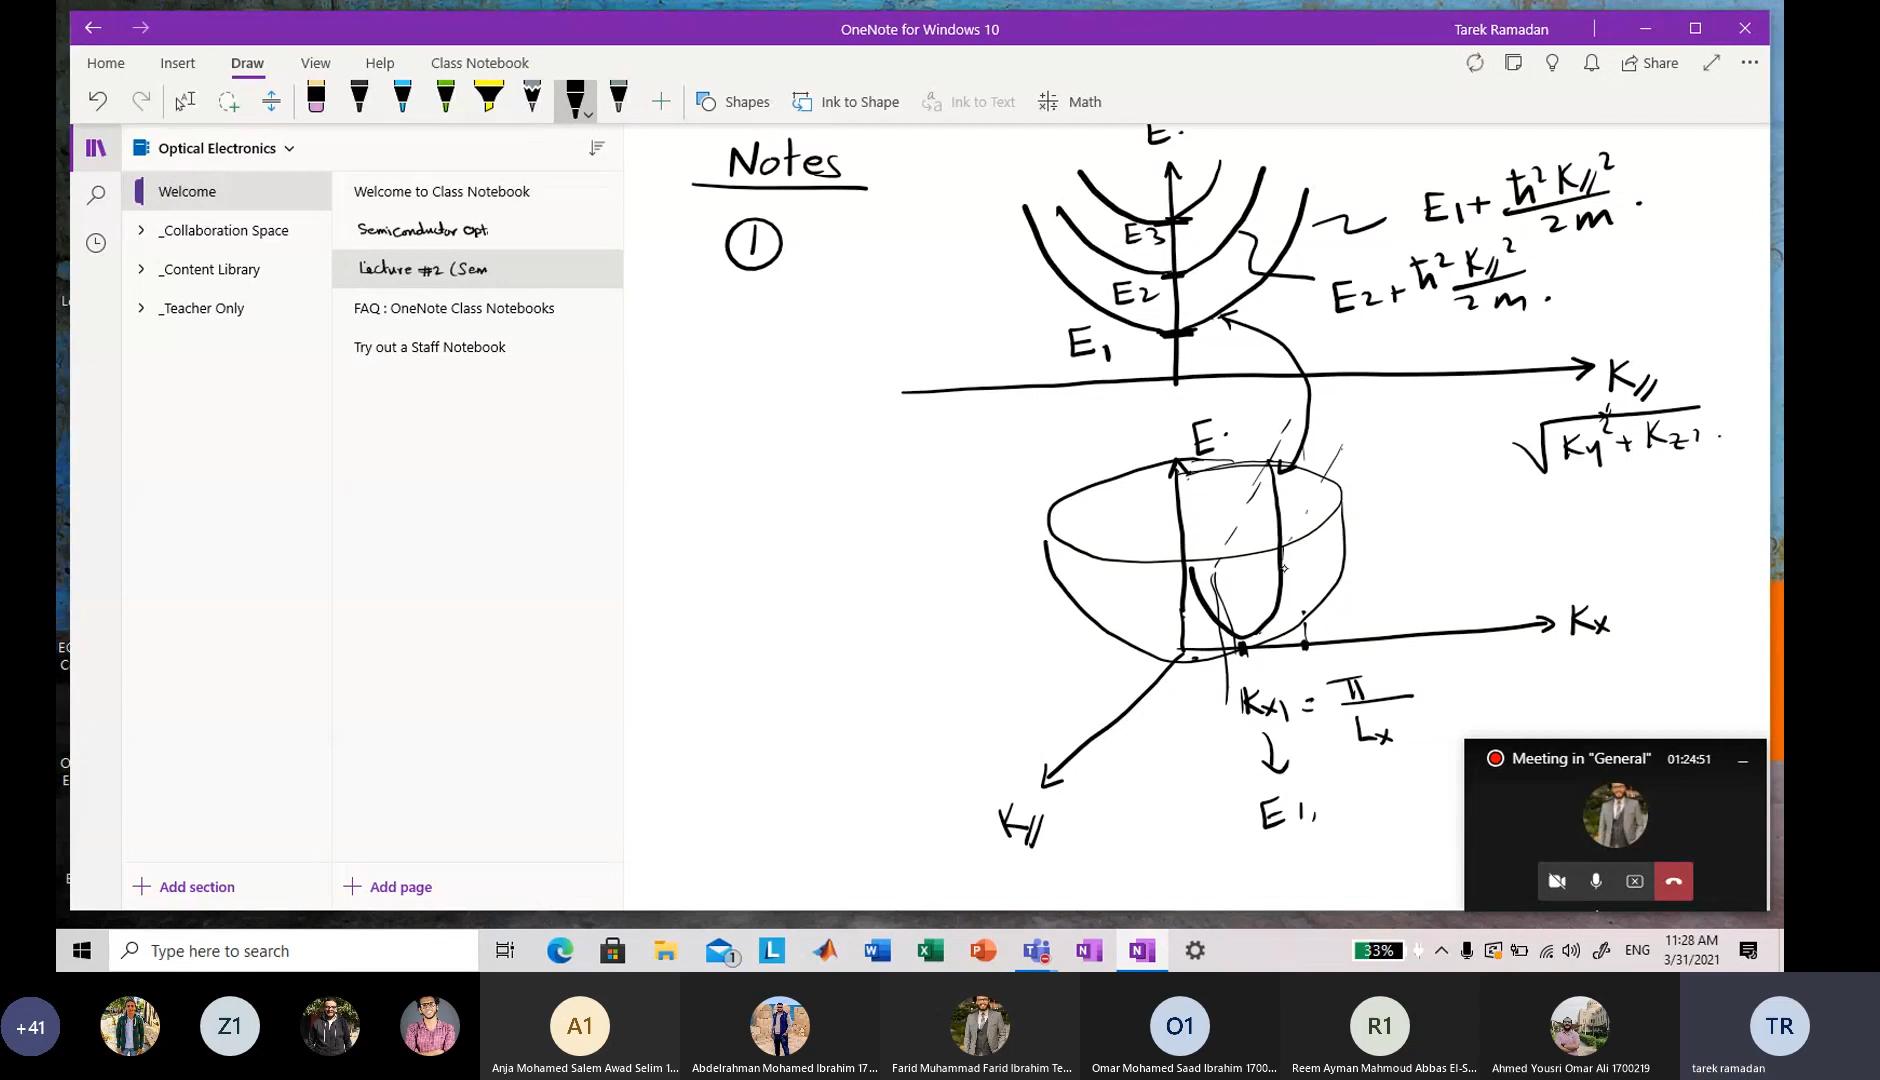 OneNote for Windows 10
Tarek Ramadan
Home Insert Draw View Help Class Notebook
Share
Shapes Ink to Shape Ink to Text Math
Optical Electronics
Welcome
_Collaboration Space
_Content Library
_Teacher Only
Welcome to Class Notebook
Semiconductor Opti
Lecture #2 (Sem
FAQ : OneNote Class Notebooks
Try out a Staff Notebook
Add section
Add page
Notes
①
E.
E3
E2
E1
E1 + ħ² K∥² / 2m .
E2 + ħ² K∥² / 2m .
K∥
√Ky² + Kz² .
E.
Kx
Kx1 = π / Lx
↓
E1,
K∥
Meeting in "General" 01:24:51
Type here to search
1
L
33%
ENG
11:28 AM
3/31/2021
+41
Z1
A1
O1
R1
TR
Anja Mohamed Salem Awad Selim 1...
Abdelrahman Mohamed Ibrahim 17...
Farid Muhammad Farid Ibrahim Te...
Omar Mohamed Saad Ibrahim 1700...
Reem Ayman Mahmoud Abbas El-S...
Ahmed Yousri Omar Ali 1700219
tarek ramadan